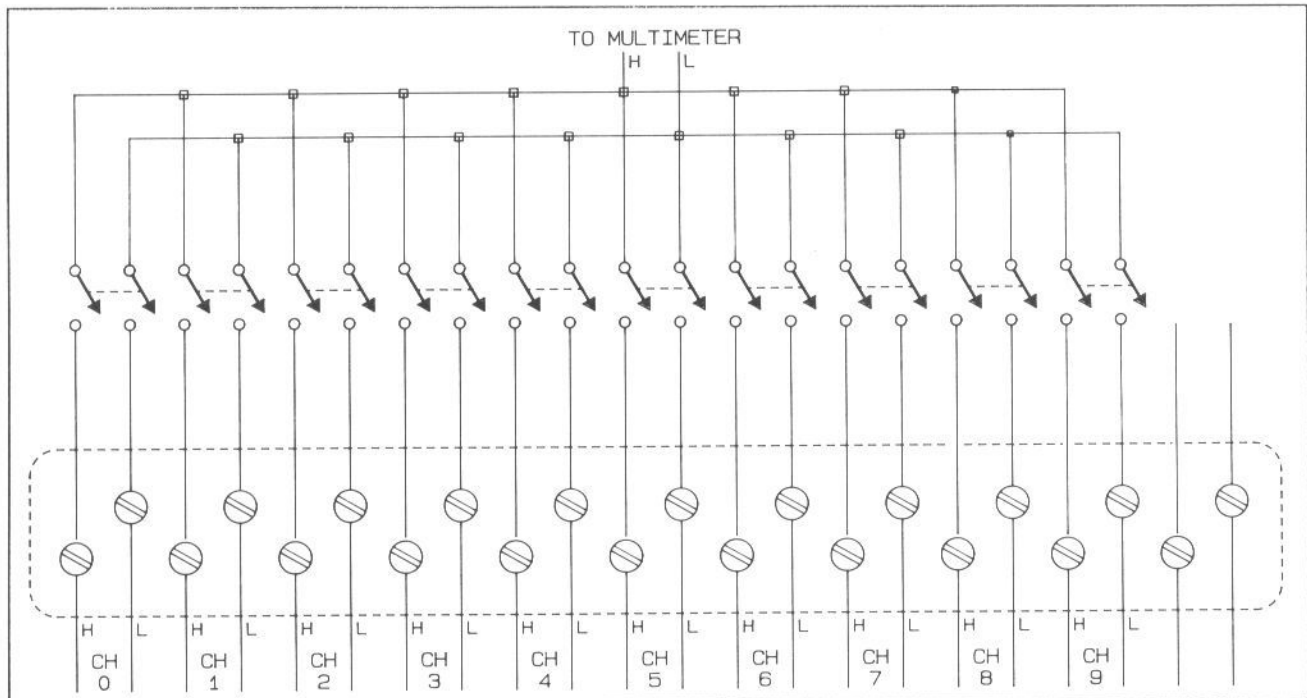 TO MULTIMETER
H L
H L H L H L H L H L H L H L H L H L H L
CH CH CH CH CH CH CH CH CH CH
0 1 2 3 4 5 6 7 8 9